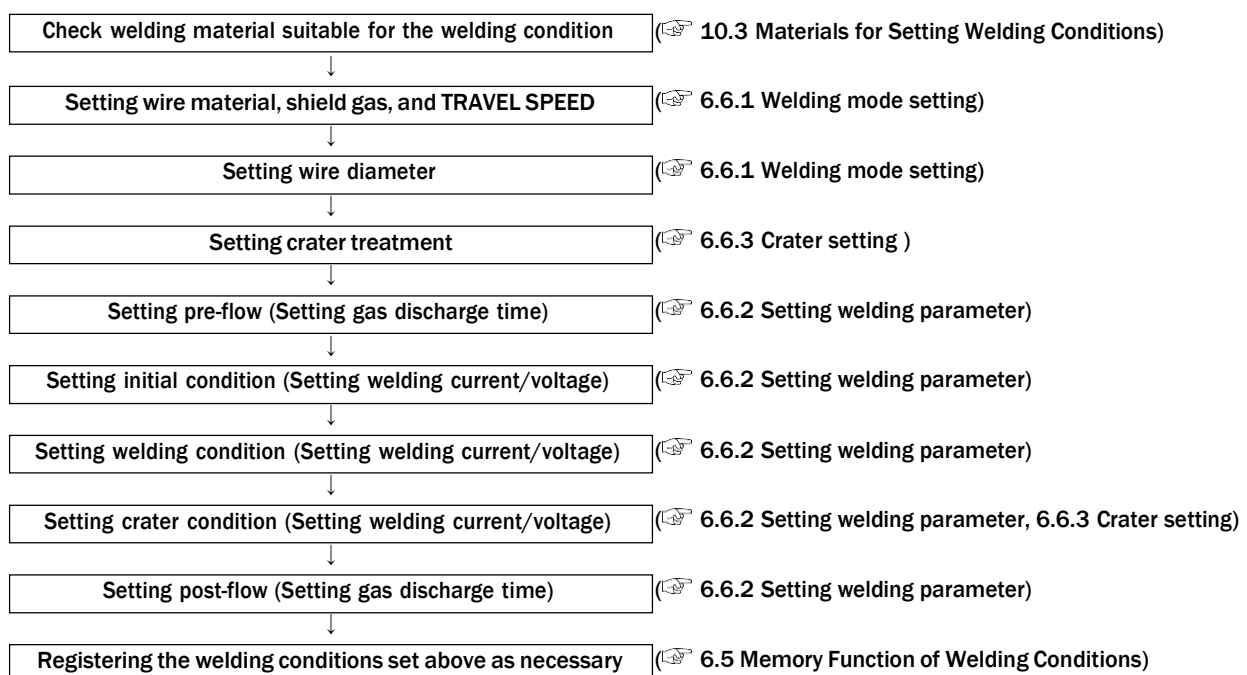 Check welding material suitable for the welding condition (☞ 10.3 Materials for Setting Welding Conditions)
↓
Setting wire material, shield gas, and TRAVEL SPEED (☞ 6.6.1 Welding mode setting)
↓
Setting wire diameter (☞ 6.6.1 Welding mode setting)
↓
Setting crater treatment (☞ 6.6.3 Crater setting )
↓
Setting pre-flow (Setting gas discharge time) (☞ 6.6.2 Setting welding parameter)
↓
Setting initial condition (Setting welding current/voltage) (☞ 6.6.2 Setting welding parameter)
↓
Setting welding condition (Setting welding current/voltage) (☞ 6.6.2 Setting welding parameter)
↓
Setting crater condition (Setting welding current/voltage) (☞ 6.6.2 Setting welding parameter, 6.6.3 Crater setting)
↓
Setting post-flow (Setting gas discharge time) (☞ 6.6.2 Setting welding parameter)
↓
Registering the welding conditions set above as necessary (☞ 6.5 Memory Function of Welding Conditions)